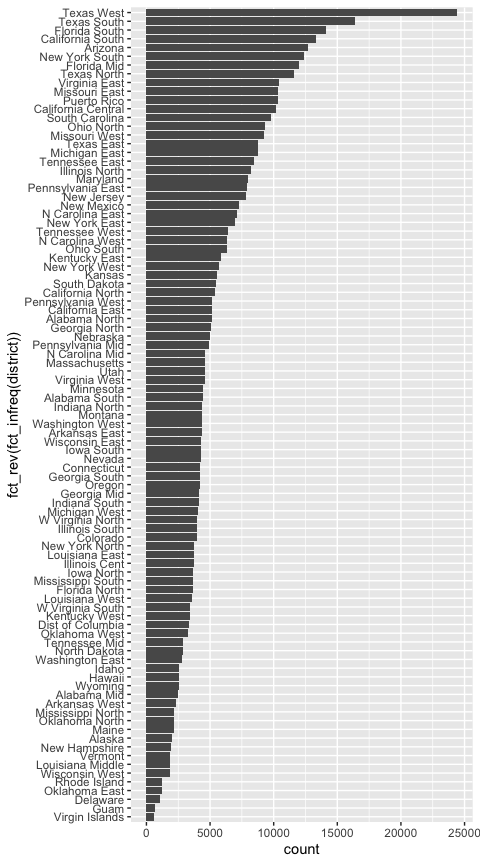 Texas West
Texas South
Florida South
California South
Arizona
New York South
Florida Mid
Texas North
Virginia East
Missouri East
Puerto Rico
California Central
South Carolina
Ohio North
Missouri West
Texas East
Michigan East
Tennessee East
Illinois North
Maryland
Pennsylvania East
New Jersey
New Mexico
N Carolina East
New York East
Tennessee West
N Carolina West
Ohio South
Kentucky East
New York West
Kansas
South Dakota
California North
Pennsylvania West
California East
Alabama North
Georgia North
Nebraska
Pennsylvania Mid
N Carolina Mid
Massachusetts
Utah
Virginia West
Minnesota
Alabama South
Indiana North
Montana
Washington West
Arkansas East
Wisconsin East
Iowa South
Nevada
Connecticut
Georgia South
Oregon
Georgia Mid
Indiana South
Michigan West
W Virginia North
Illinois South
Colorado
New York North
Louisiana East
Illinois Cent
Iowa North
Mississippi South
Florida North
Louisiana West
W Virginia South
Kentucky West
Dist of Columbia
Oklahoma West
Tennessee Mid
North Dakota
Washington East
Idaho
Hawaii
Wyoming
Alabama Mid
Arkansas West
Mississippi North
Oklahoma North
Maine
Alaska
New Hampshire
Vermont
Louisiana Middle
Wisconsin West
Rhode Island
Oklahoma East
Delaware
Guam
Virgin Islands
fct_rev(fct_infreq(district))
0 5000 10000 15000 20000 25000
count